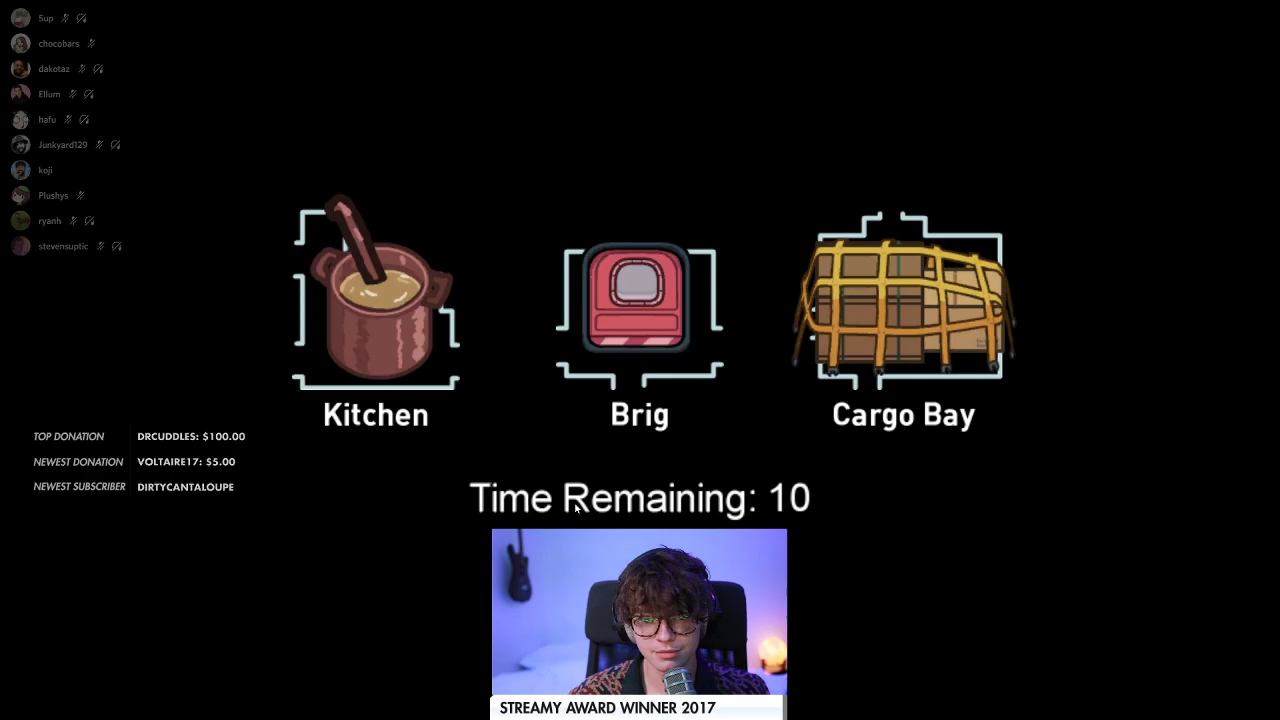 5up
chocobars
dakotaz
Ellum
hafu
Junkyard129
koji
Plushys
ryanh
stevensuptic
Kitchen
Brig
Cargo Bay
TOP DONATION DRCUDDLES: $100.00
NEWEST DONATION VOLTAIRE17: $5.00
NEWEST SUBSCRIBER DIRTYCANTALOUPE
Time Remaining: 10
STREAMY AWARD WINNER 2017